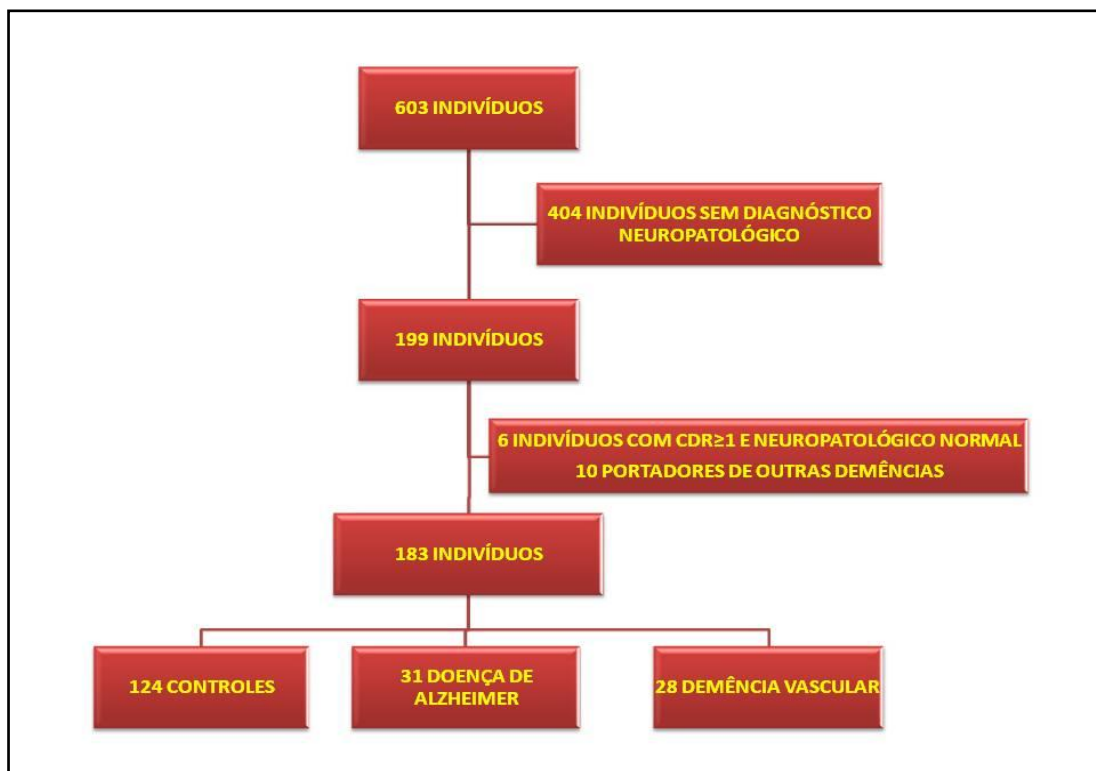 603 INDIVÍDUOS
404 INDIVÍDUOS SEM DIAGNÓSTICO
NEUROPATOLÓGICO
199 INDIVÍDUOS
6 INDIVÍDUOS COM CDR≥1 E NEUROPATOLÓGICO NORMAL
10 PORTADORES DE OUTRAS DEMÊNCIAS
183 INDIVÍDUOS
124 CONTROLES
31 DOENÇA DE
ALZHEIMER
28 DEMÊNCIA VASCULAR